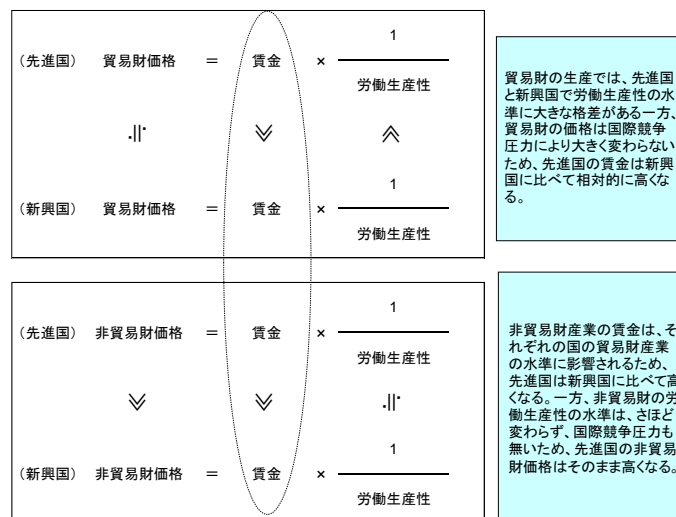 1
(先進国) 貿易財価格 = 賃金 ×
労働生産性
.||・ ≫ ≪
1
(新興国) 貿易財価格 = 賃金 ×
労働生産性
貿易財の生産では、先進国
と新興国で労働生産性の水
準に大きな格差がある一方、
貿易財の価格は国際競争
圧力により大きく変わらない
ため、先進国の賃金は新興
国に比べて相対的に高くな
る。
1
(先進国) 非貿易財価格 = 賃金 ×
労働生産性
≫ ≫ .||・
1
(新興国) 非貿易財価格 = 賃金 ×
労働生産性
非貿易財産業の賃金は、そ
れぞれの国の貿易財産業
の水準に影響されるため、
先進国は新興国に比べて高
くなる。一方、非貿易財の労
働生産性の水準は、さほど
変わらず、国際競争圧力も
無いため、先進国の非貿易
財価格はそのまま高くなる。